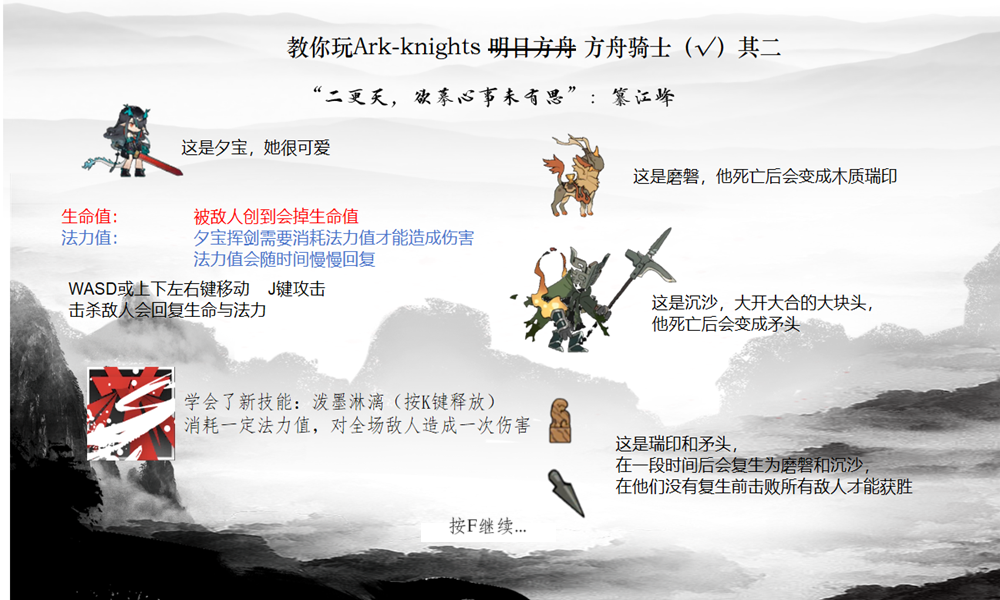 教你玩Ark-knights 明日方舟 方舟骑士（√）其二
“二更天，欲摹心事未有思”：纂江峰
这是夕宝，她很可爱
这是磨磐，他死亡后会变成木质瑞印
生命值： 被敌人创到会掉生命值
法力值： 夕宝挥剑需要消耗法力值才能造成伤害
法力值会随时间慢慢回复
WASD或上下左右键移动 J键攻击
击杀敌人会回复生命与法力
这是沉沙，大开大合的大块头，
他死亡后会变成矛头
学会了新技能：泼墨淋漓（按K键释放）
消耗一定法力值，对全场敌人造成一次伤害
这是瑞印和矛头，
在一段时间后会复生为磨磐和沉沙，
在他们没有复生前击败所有敌人才能获胜
按F继续...